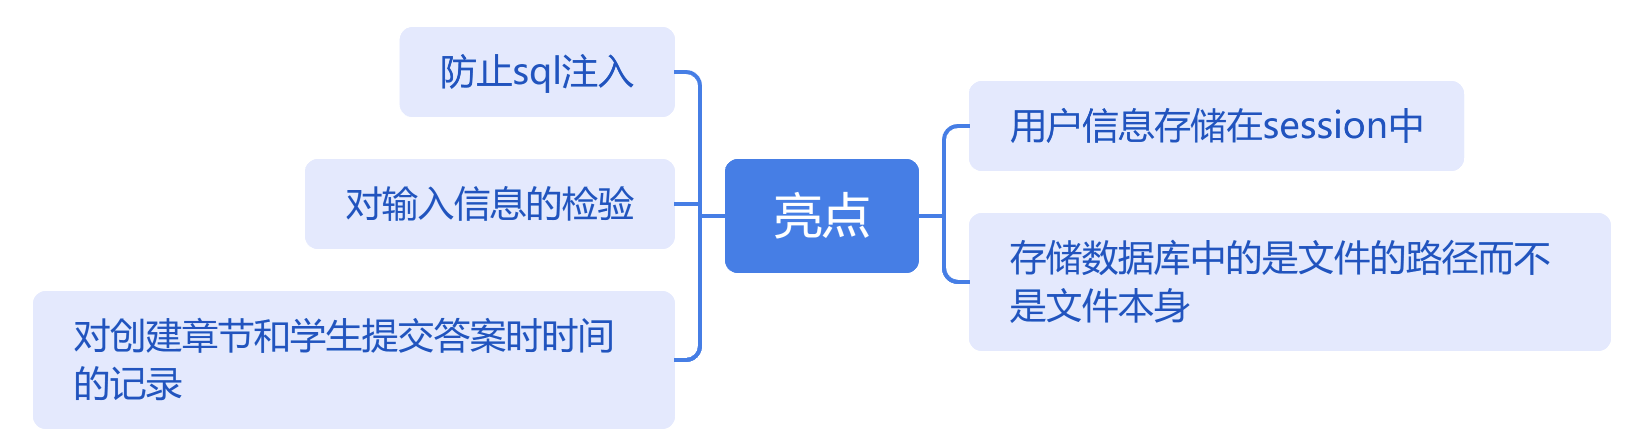 防止sql注入
对输入信息的检验
对创建章节和学生提交答案时时间
的记录
亮点
用户信息存储在session中
存储数据库中的是文件的路径而不
是文件本身